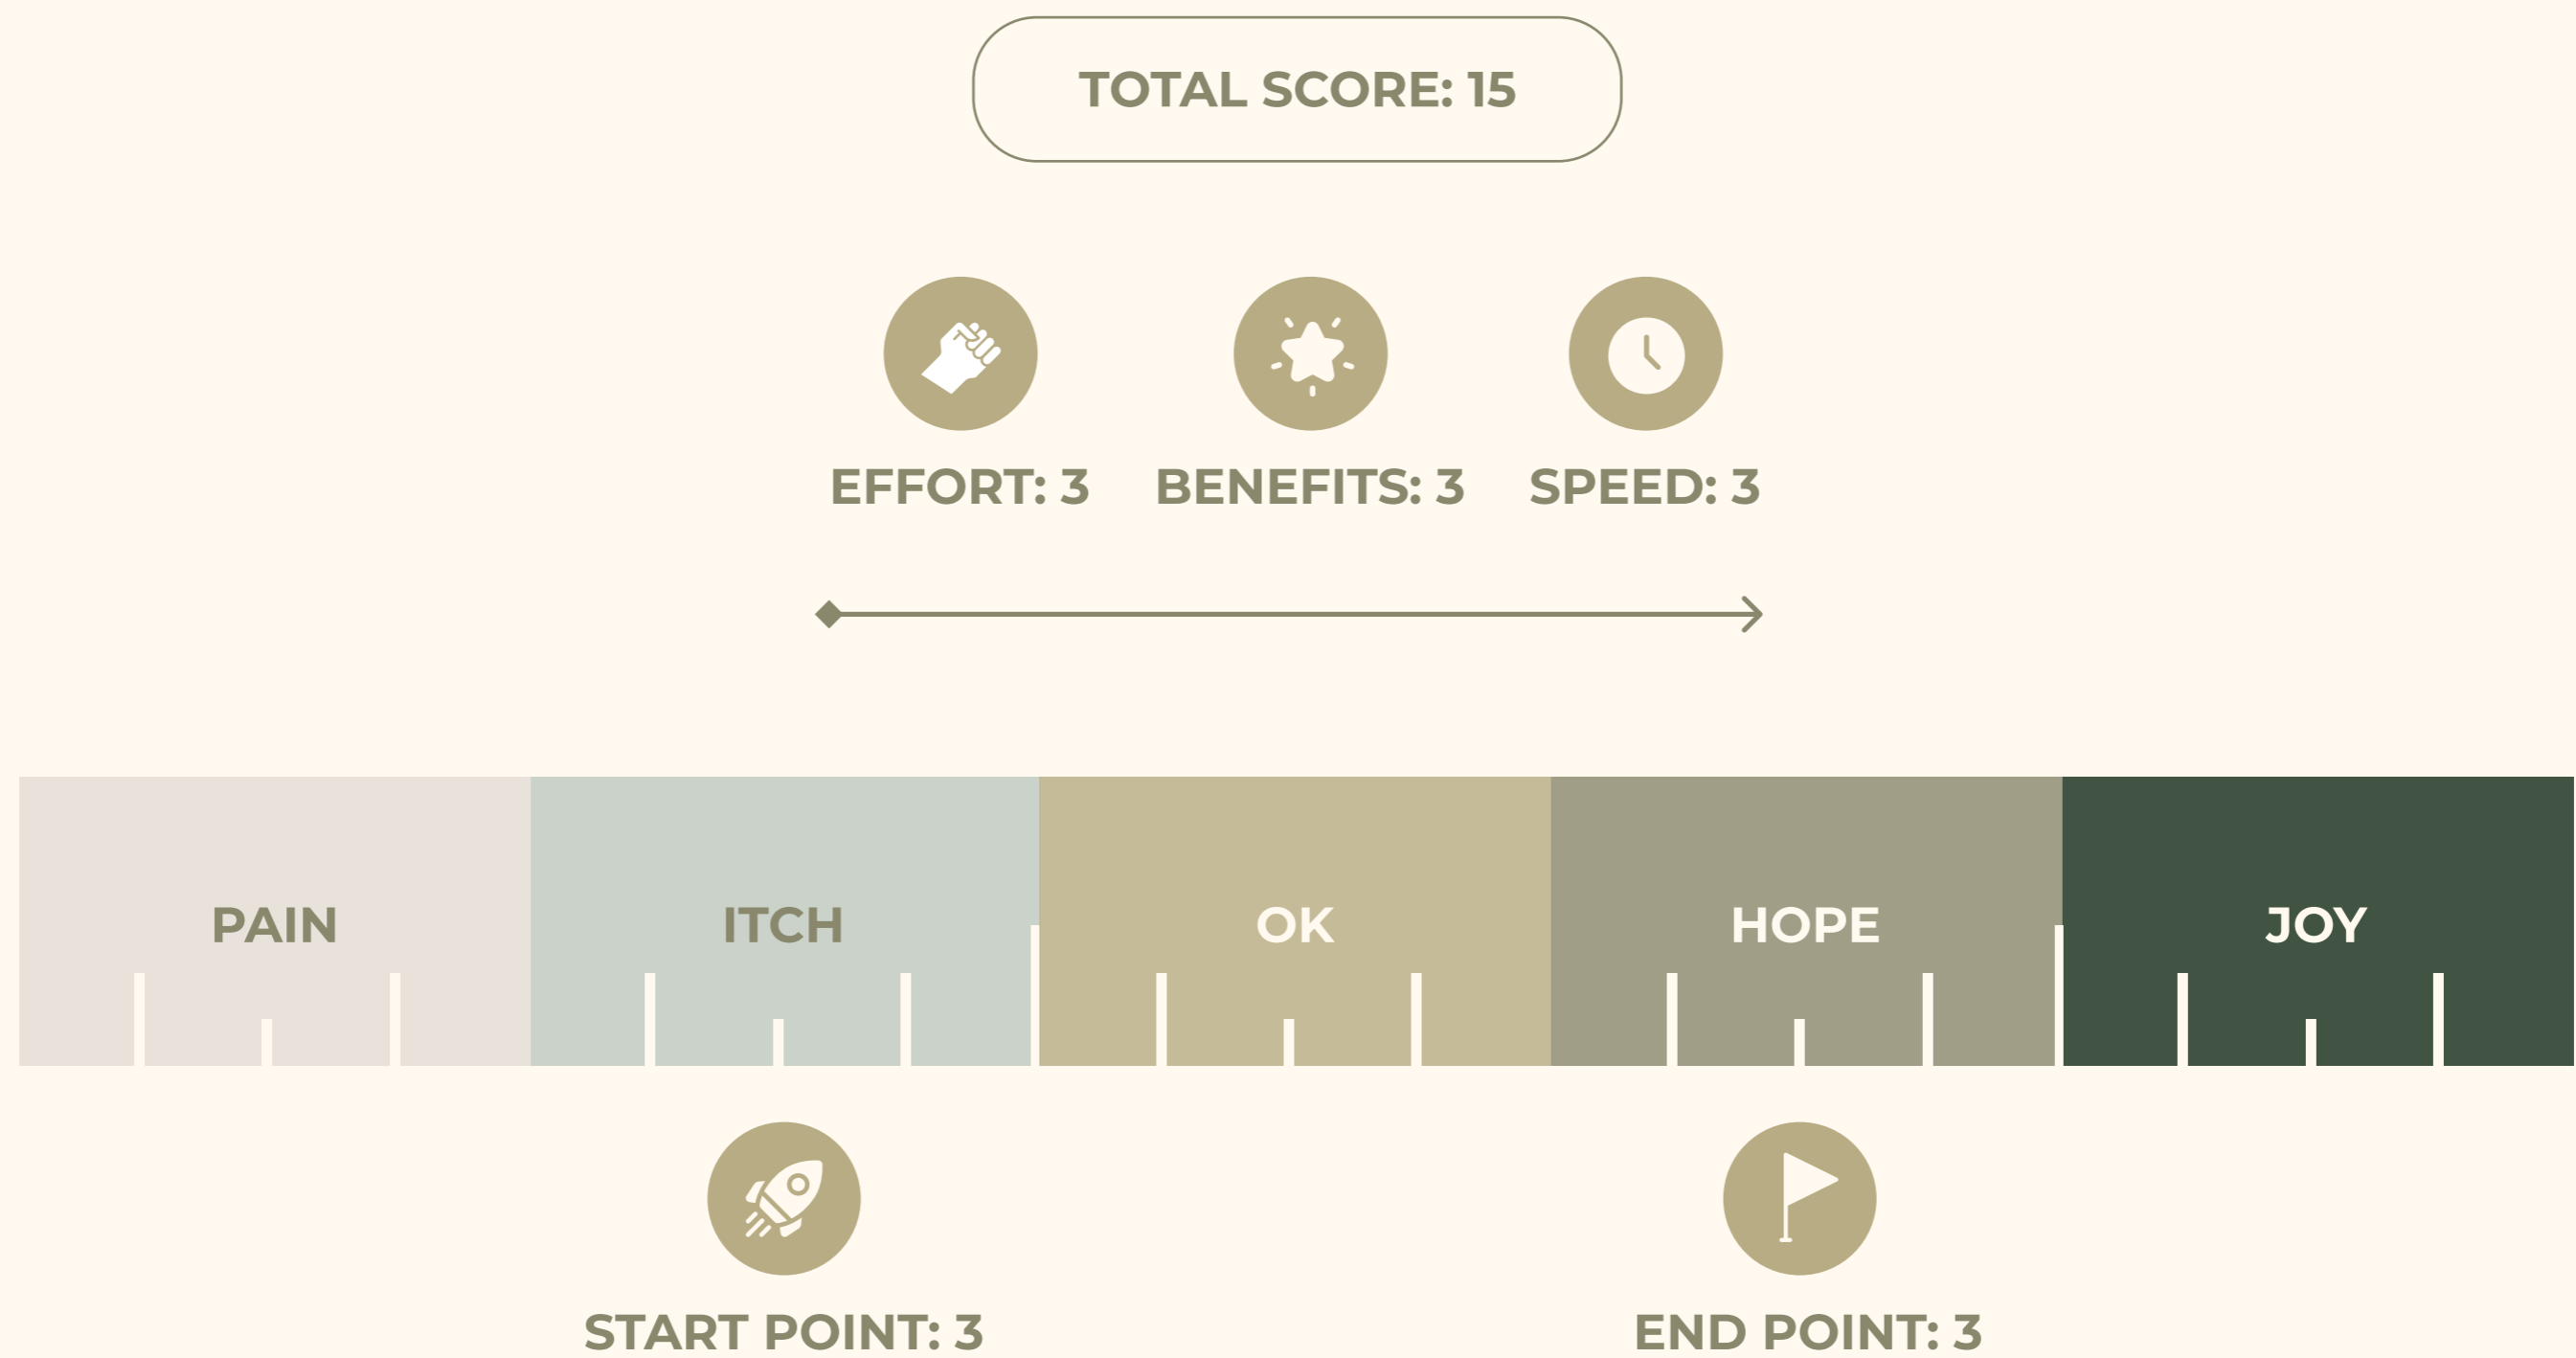 TOTAL SCORE: 15
EFFORT: 3
BENEFITS: 3
SPEED: 3
PAIN
ITCH
OK
HOPE
JOY
START POINT: 3
END POINT: 3